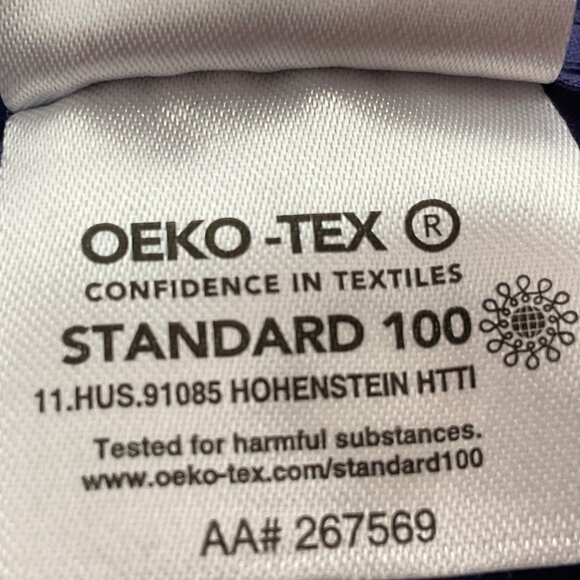 OEKO -TEX ®
CONFIDENCE IN TEXTILES
STANDARD 100
11.HUS.91085 HOHENSTEIN HTTI
Tested for harmful substances.
www.oeko-tex.com/standard100
AA# 267569